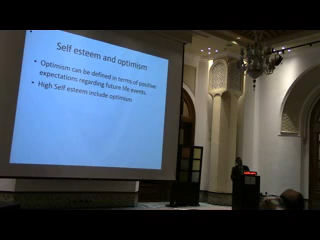 Self esteem and optimism
• Optimism can be defined in terms of positive
expectations regarding future life events.
• High Self esteem include optimism